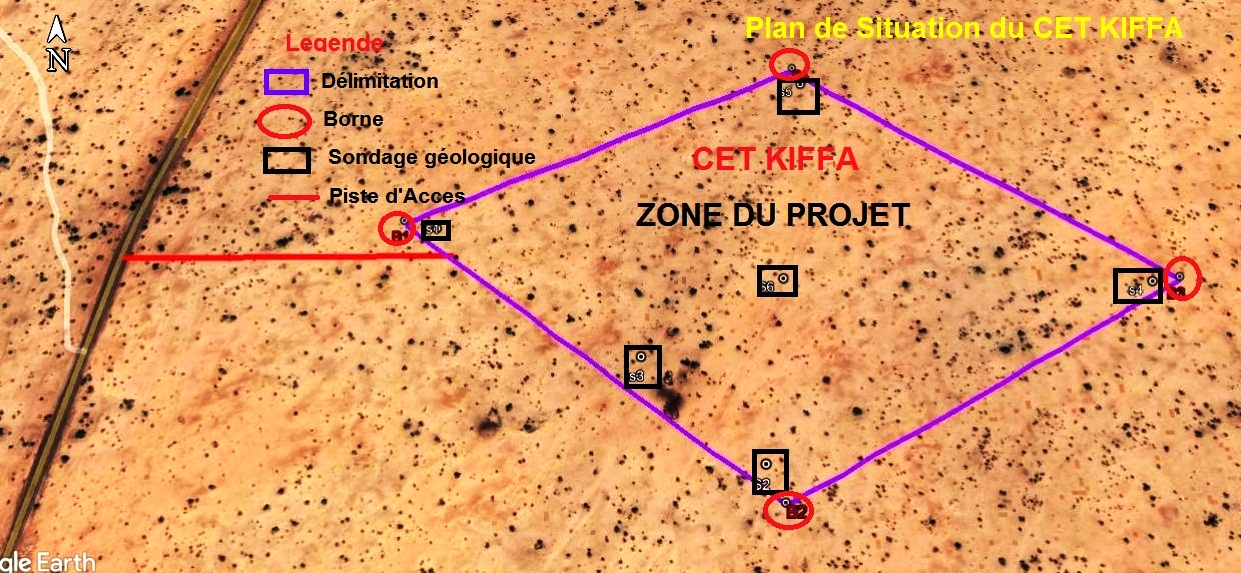 Plan de Situation du CET KIFFA
N
Legende
Délimitation
Borne
Sondage géologique
Piste d'Acces
s5
CET KIFFA
ZONE DU PROJET
B1
s1
s6
s4
s3
s2
B2
gle Earth